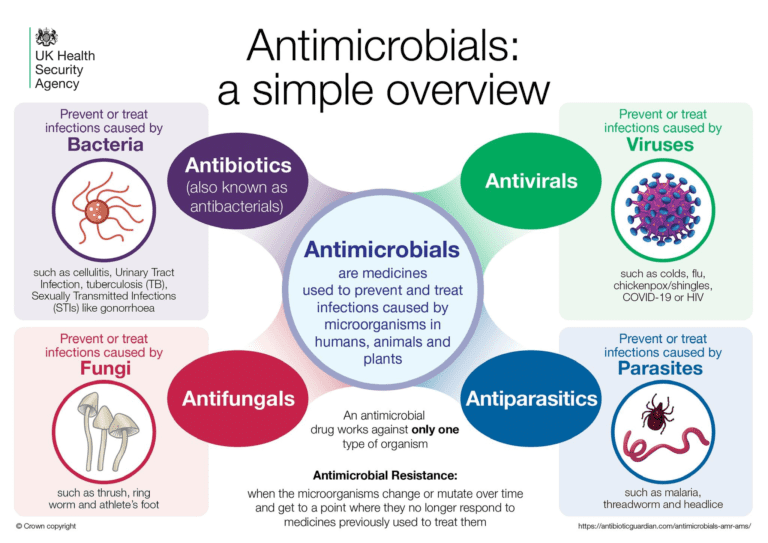 UK Health
Security
Agency
Antimicrobials:
a simple overview
Prevent or treat
infections caused by
Bacteria
such as cellulitis, Urinary Tract
Infection, tuberculosis (TB),
Sexually Transmitted Infections
(STIs) like gonorrhoea
Antibiotics
(also known as
antibacterials)
Antivirals
Prevent or treat
infections caused by
Viruses
such as colds, flu,
chickenpox/shingles,
COVID-19 or HIV
Antimicrobials
are medicines
used to prevent and treat
infections caused by
microorganisms in
humans, animals and
plants
Prevent or treat
infections caused by
Fungi
such as thrush, ring
worm and athlete's foot
Antifungals
Antiparasitics
Prevent or treat
infections caused by
Parasites
such as malaria,
threadworm and headlice
An antimicrobial
drug works against only one
type of organism
Antimicrobial Resistance:
when the microorganisms change or mutate over time
and get to a point where they no longer respond to
medicines previously used to treat them
© Crown copyright
https://antibioticguardian.com/antimicrobials-amr-ams/